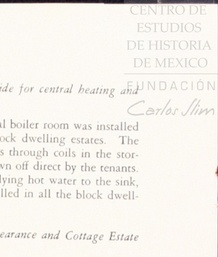 CENTRO DE
ESTUDIOS
DE HISTORIA
DE MEXICO
FUNDACIÓN
Carlos Slim
ide for central heating and
al boiler room was installed
ock dwelling estates. The
s through coils in the stor-
wn off direct by the tenants.
lying hot water to the sink,
lled in all the block dwell-
earance and Cottage Estate